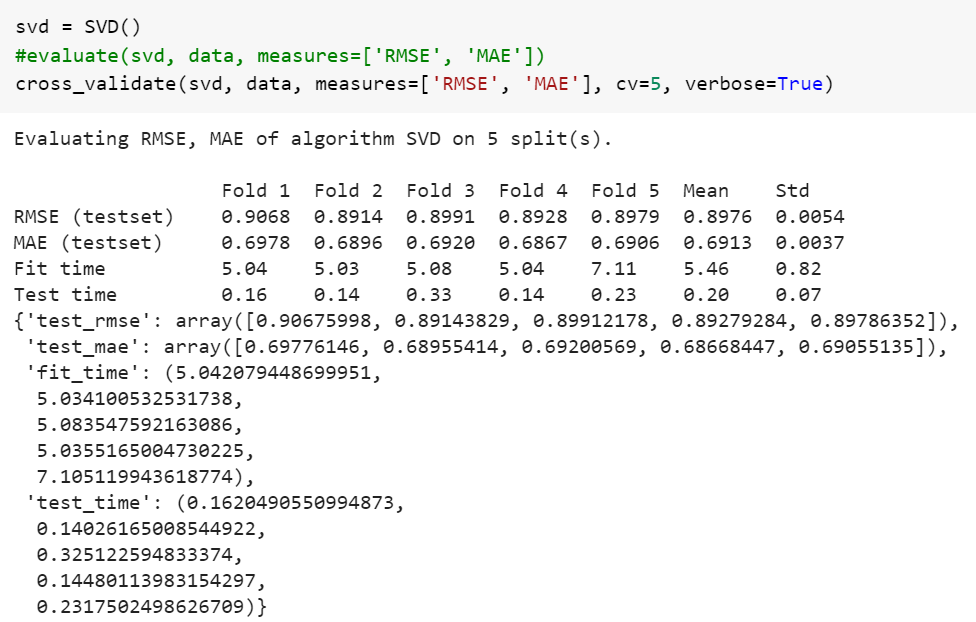 svd = SVD()
#evaluate(svd, data, measures=['RMSE', 'MAE'])
cross_validate(svd, data, measures=['RMSE', 'MAE'], cv=5, verbose=True)
Evaluating RMSE, MAE of algorithm SVD on 5 split(s).
Fold 1  Fold 2  Fold 3  Fold 4  Fold 5  Mean    Std
RMSE (testset)    0.9068  0.8914  0.8991  0.8928  0.8979  0.8976  0.0054
MAE (testset)     0.6978  0.6896  0.6920  0.6867  0.6906  0.6913  0.0037
Fit time          5.04    5.03    5.08    5.04    7.11    5.46    0.82
Test time         0.16    0.14    0.33    0.14    0.23    0.20    0.07
{'test_rmse': array([0.90675998, 0.89143829, 0.89912178, 0.89279284, 0.89786352]),
'test_mae': array([0.69776146, 0.68955414, 0.69200569, 0.68668447, 0.69055135]),
'fit_time': (5.042079448699951,
5.034100532531738,
5.083547592163086,
5.0355165004730225,
7.105119943618774),
'test_time': (0.1620490550994873,
0.14026165008544922,
0.325122594833374,
0.14480113983154297,
0.2317502498626709)}